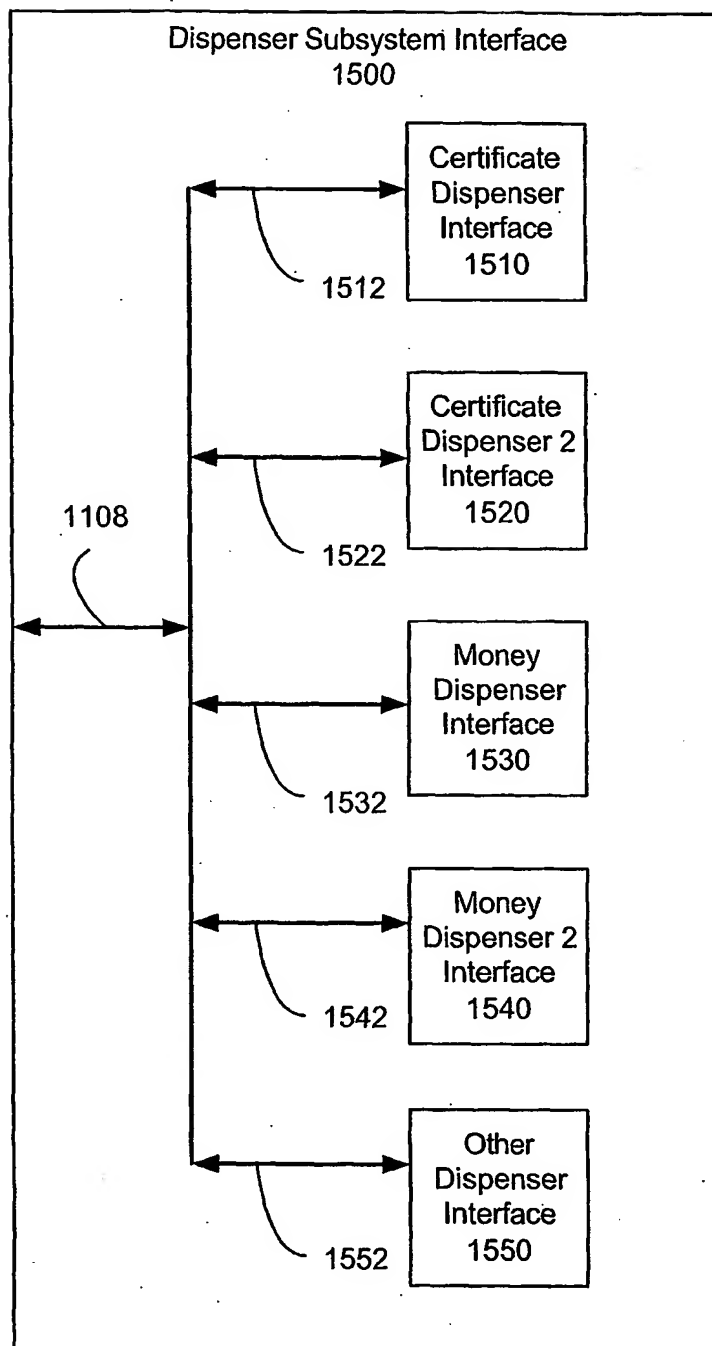 Dispenser Subsystem Interface
1500
Certificate
Dispenser
Interface
1510
1512
Certificate
Dispenser 2
Interface
1520
1522
1108
Money
Dispenser
Interface
1530
1532
Money
Dispenser 2
Interface
1540
1542
Other
Dispenser
Interface
1550
1552